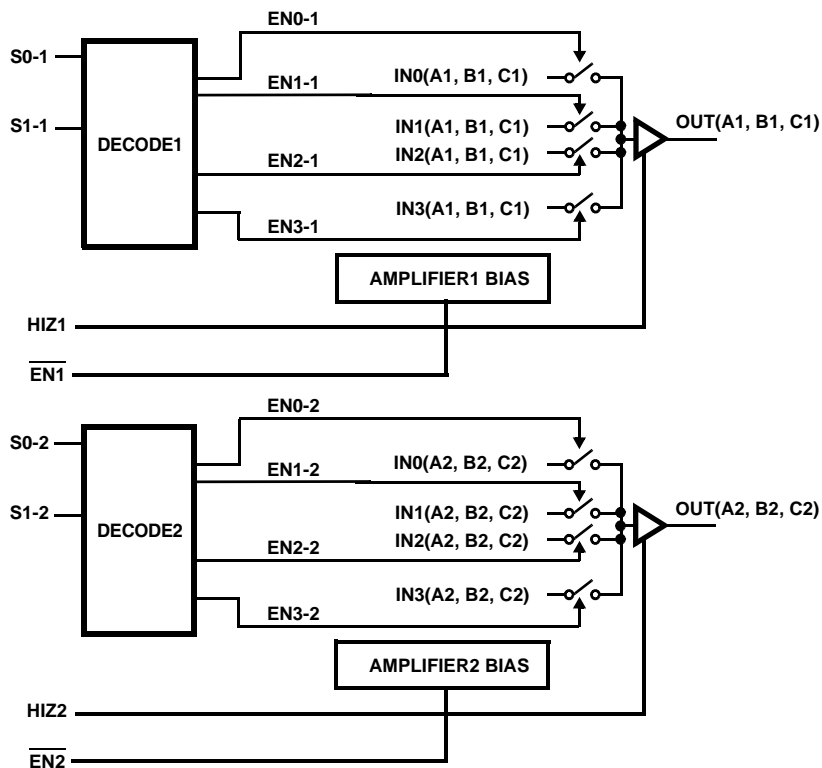 EN0-1
S0-1
EN1-1
IN0(A1, B1, C1)
S1-1
IN1(A1, B1, C1)
OUT(A1, B1, C1)
DECODE1
IN2(A1, B1, C1)
EN2-1
IN3(A1, B1, C1)
EN3-1
AMPLIFIER1 BIAS
HIZ1
EN1
EN0-2
S0-2
EN1-2
IN0(A2, B2, C2)
S1-2
IN1(A2, B2, C2)
OUT(A2, B2, C2)
DECODE2
IN2(A2, B2, C2)
EN2-2
IN3(A2, B2, C2)
EN3-2
AMPLIFIER2 BIAS
HIZ2
EN2